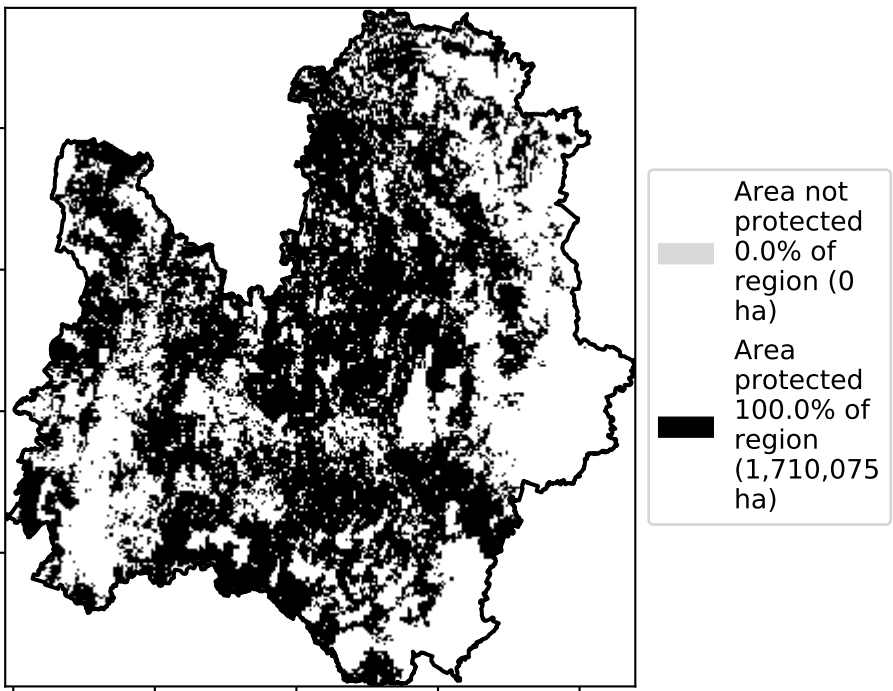 Area not
protected
0.0% of
region (0
ha)
Area
protected
100.0% of
region
(1,710,075
ha)